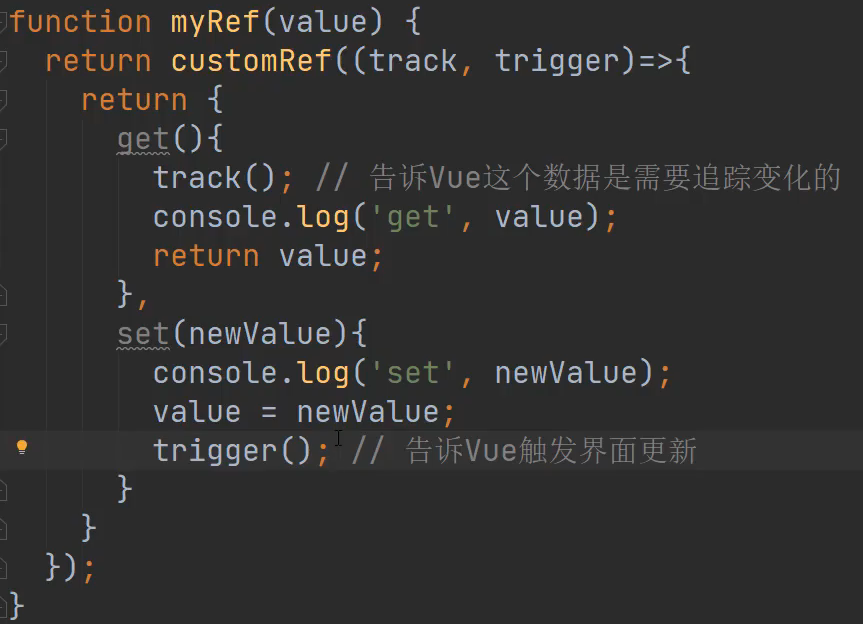 function myRef(value) {
  return customRef((track, trigger)=>{
    return {
      get(){
        track(); // 告诉Vue这个数据是需要追踪变化的
        console.log('get', value);
        return value;
      },
      set(newValue){
        console.log('set', newValue);
        value = newValue;
        trigger(); // 告诉Vue触发界面更新
      }
    }
  });
}